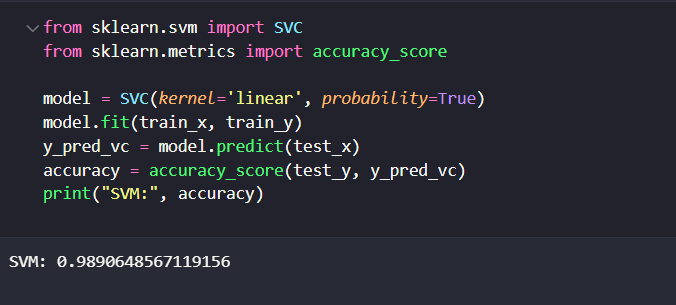 from sklearn.svm import SVC
from sklearn.metrics import accuracy_score
model = SVC(kernel='linear', probability=True)
model.fit(train_x, train_y)
y_pred_vc = model.predict(test_x)
accuracy = accuracy_score(test_y, y_pred_vc)
print("SVM:", accuracy)
SVM: 0.9890648567119156